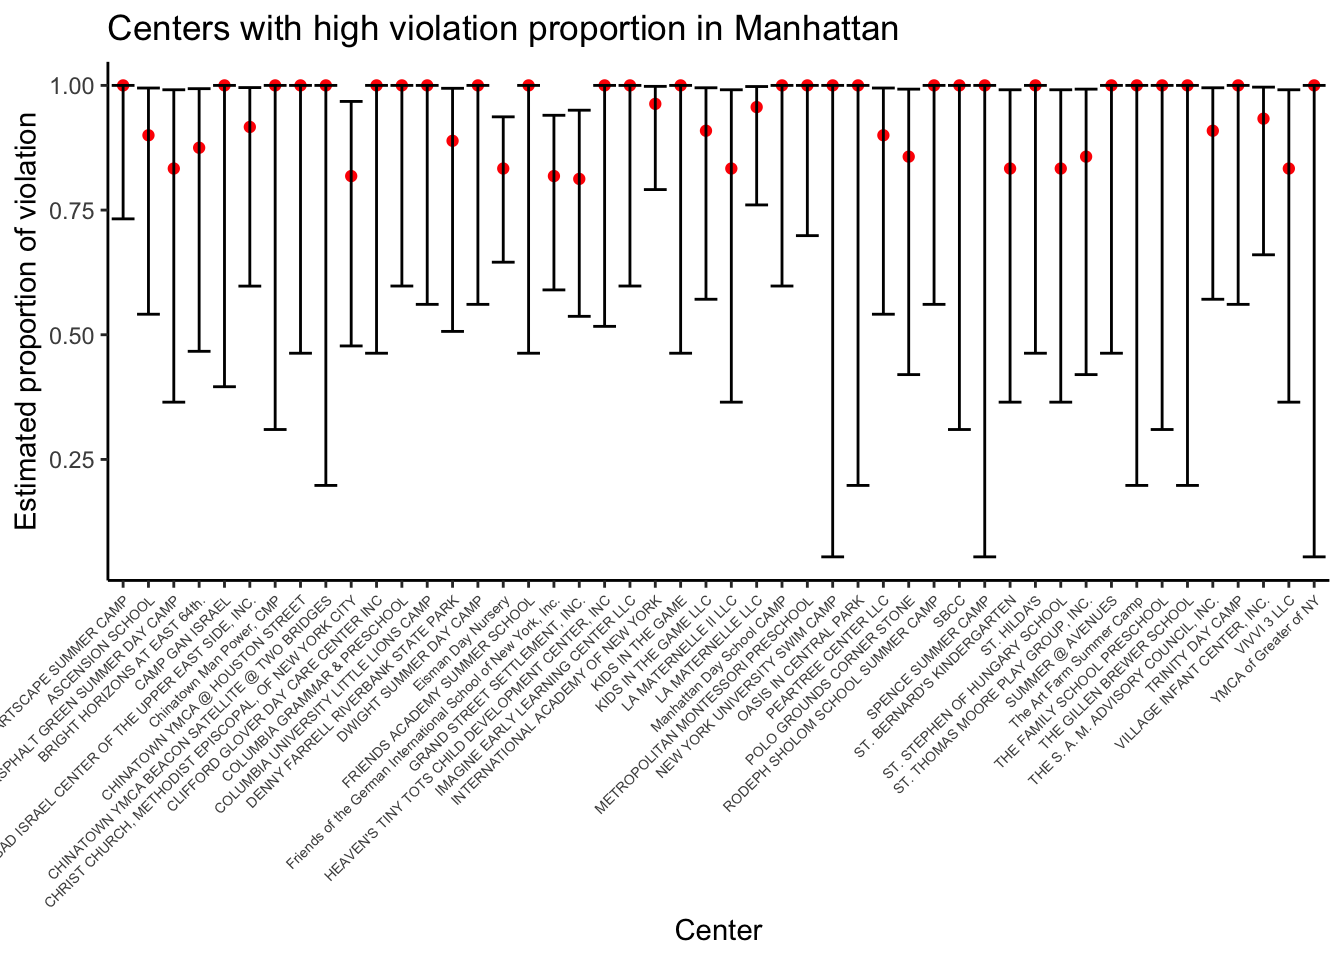 Centers with high violation proportion in Manhattan
Estimated proportion of violation
1.00
0.75
0.50
0.25
ARTSCAPE SUMMER CAMP
ASCENSION SCHOOL
ASPHALT GREEN SUMMER DAY CAMP
BRIGHT HORIZONS AT EAST 64th.
CAMP GAN ISRAEL
ISRAEL CENTER OF THE UPPER EAST SIDE, INC.
Chinatown Man Power, CMP
CHINATOWN YMCA @ HOUSTON STREET
CHINATOWN YMCA BEACON SATELLITE @ TWO BRIDGES
CHRIST CHURCH, METHODIST EPISCOPAL, OF NEW YORK CITY
CLIFFORD GLOVER DAY CARE CENTER INC
COLUMBIA GRAMMAR & PRESCHOOL
COLUMBIA UNIVERSITY LITTLE LIONS CAMP
DENNY FARRELL RIVERBANK STATE PARK
DWIGHT SUMMER DAY CAMP
Eisman Day Nursery
FRIENDS ACADEMY SUMMER SCHOOL
Friends of the German International School of New York, Inc.
GRAND STREET SETTLEMENT, INC.
HEAVEN'S TINY TOTS CHILD DEVELOPMENT CENTER, INC
IMAGINE EARLY LEARNING CENTER LLC
INTERNATIONAL ACADEMY OF NEW YORK
KIDS IN THE GAME
KIDS IN THE GAME LLC
LA MATERNELLE II LLC
LA MATERNELLE LLC
Manhattan Day School CAMP
METROPOLITAN MONTESSORI PRESCHOOL
NEW YORK UNIVERSITY SWIM CAMP
OASIS IN CENTRAL PARK
PEARTREE CENTER LLC
POLO GROUNDS CORNER STONE
RODEPH SHOLOM SCHOOL SUMMER CAMP
SBCC
SPENCE SUMMER CAMP
ST. BERNARD'S KINDERGARTEN
ST. HILDA'S
ST. STEPHEN OF HUNGARY SCHOOL
ST. THOMAS MOORE PLAY GROUP INC.
SUMMER @ AVENUES
The Art Farm Summer Camp
THE FAMILY SCHOOL PRESCHOOL
THE GILLEN BREWER SCHOOL
THE S. A. M. ADVISORY COUNCIL, INC.
TRINITY DAY CAMP
VILLAGE INFANT CENTER, INC.
VIVVI 3 LLC
YMCA of Greater of NY
Center